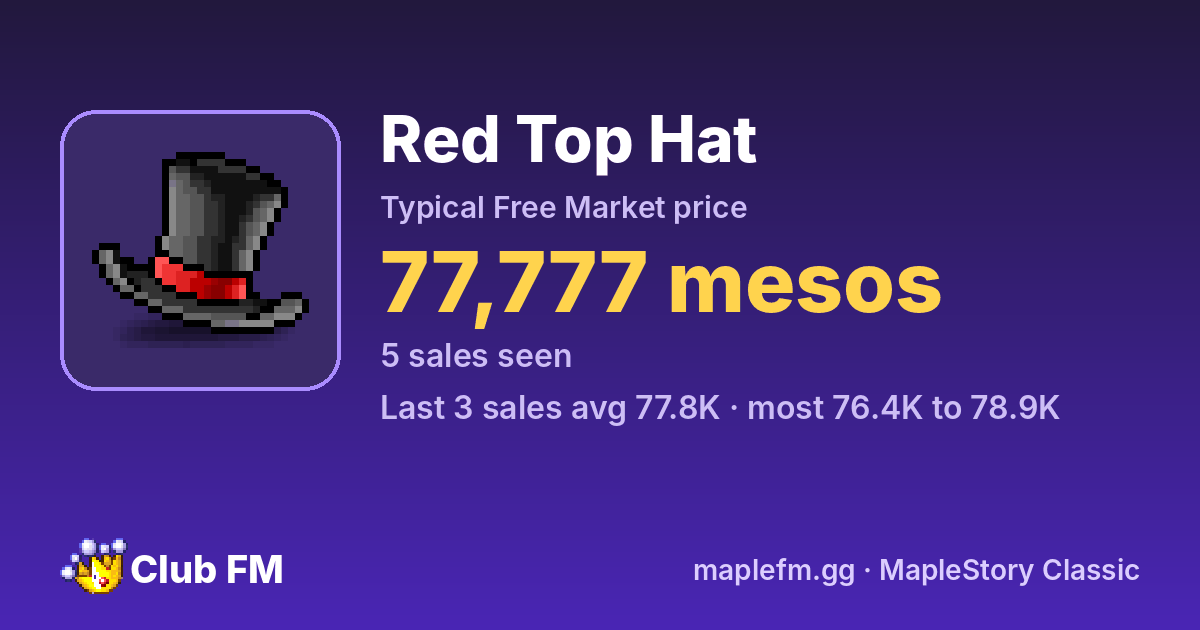 Red Top Hat
Typical Free Market price
77,777 mesos
5 sales seen
Last 3 sales avg 77.8K · most 76.4K to 78.9K
Club FM
maplefm.gg · MapleStory Classic